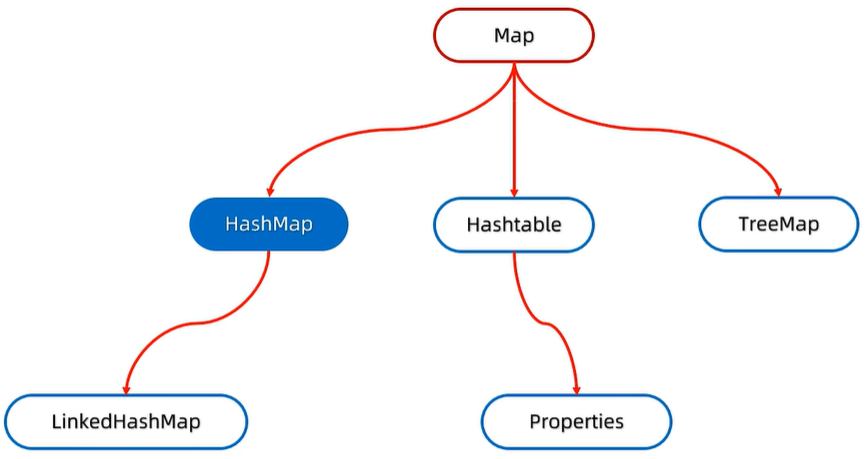 Map
HashMap
Hashtable
TreeMap
LinkedHashMap
Properties